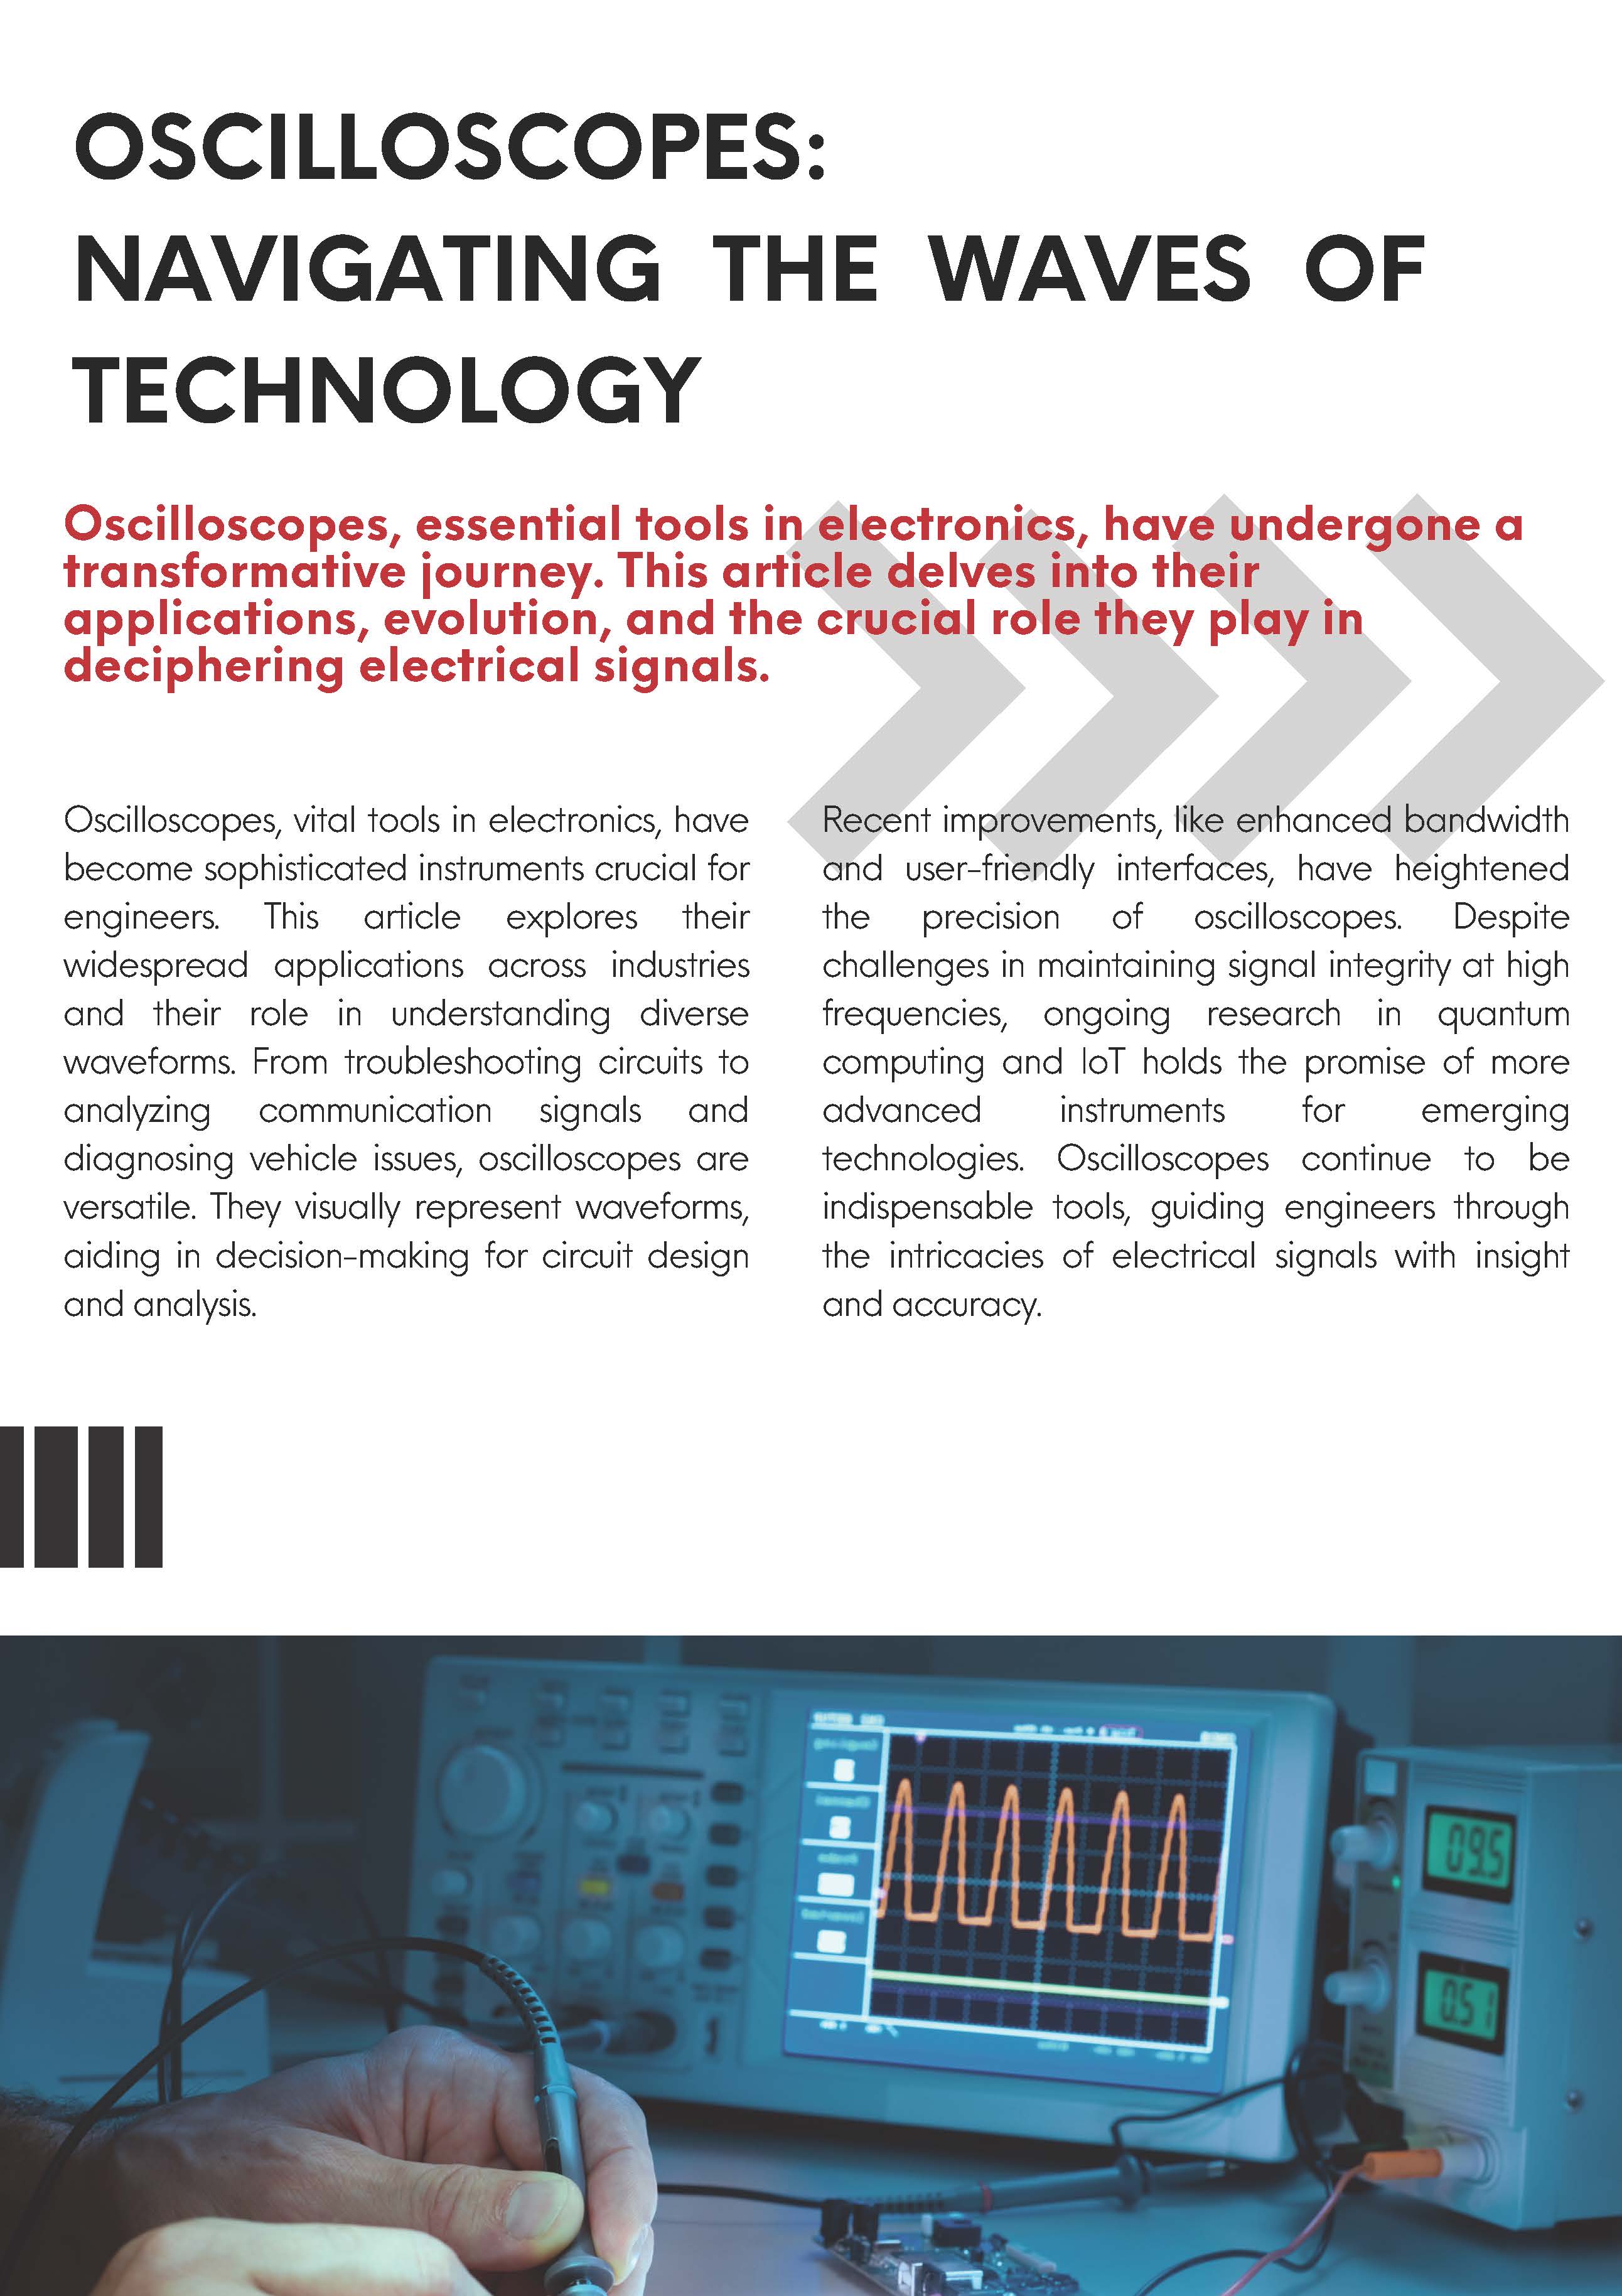 OSCILLOSCOPES:
NAVIGATING THE WAVES OF
TECHNOLOGY
Oscilloscopes, essential tools in electronics, have undergone a
transformative journey. This article delves into their
applications, evolution, and the crucial role they play in
deciphering electrical signals.
Oscilloscopes, vital tools in electronics, have
become sophisticated instruments crucial for
engineers. This article explores their
widespread applications across industries
and their role in understanding diverse
waveforms. From troubleshooting circuits to
analyzing communication signals and
diagnosing vehicle issues, oscilloscopes are
versatile. They visually represent waveforms,
aiding in decision-making for circuit design
and analysis.
Recent improvements, like enhanced bandwidth
and user-friendly interfaces, have heightened
the precision of oscilloscopes. Despite
challenges in maintaining signal integrity at high
frequencies, ongoing research in quantum
computing and IoT holds the promise of more
advanced instruments for emerging
technologies. Oscilloscopes continue to be
indispensable tools, guiding engineers through
the intricacies of electrical signals with insight
and accuracy.
09.5
0.51